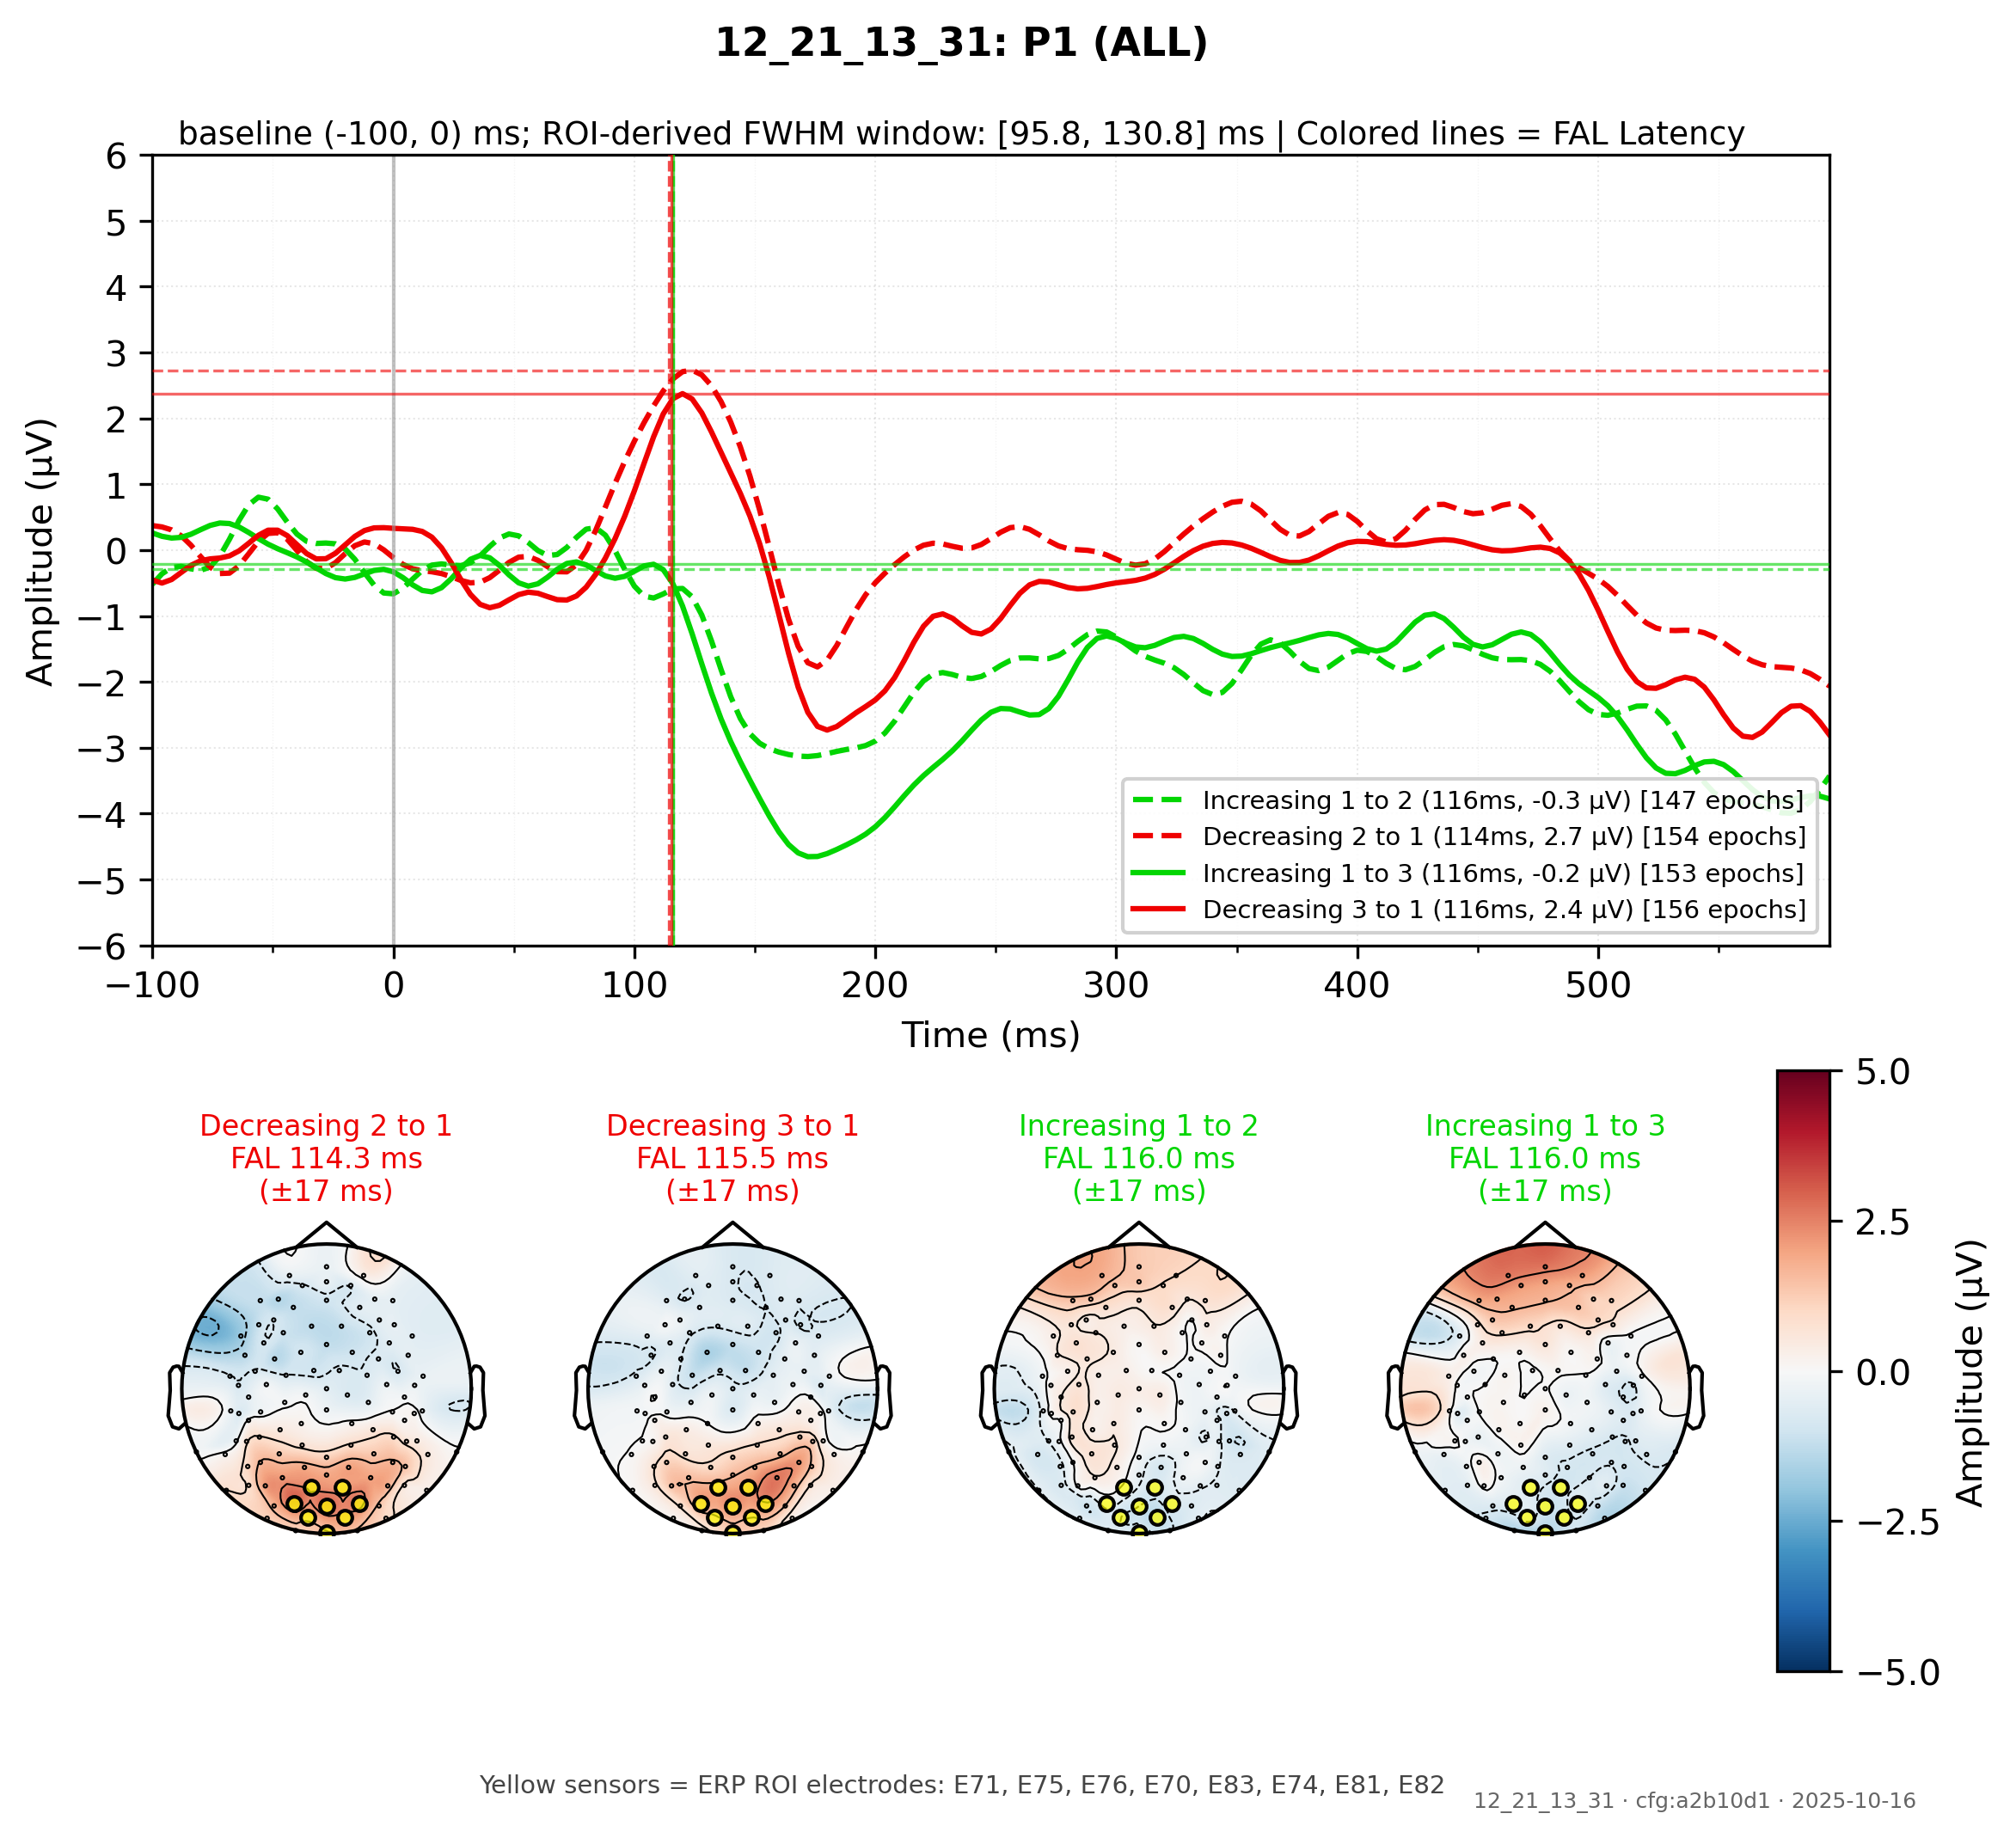 12_21_13_31: P1 (ALL)
baseline (-100, 0) ms; ROI-derived FWHM window: [95.8, 130.8] ms | Colored lines = FAL Latency
6
5
4
3
2
1
0
−1
−2
−3
−4
−5
−6
Amplitude (µV)
Increasing 1 to 2 (116ms, -0.3 µV) [147 epochs]
Decreasing 2 to 1 (114ms, 2.7 µV) [154 epochs]
Increasing 1 to 3 (116ms, -0.2 µV) [153 epochs]
Decreasing 3 to 1 (116ms, 2.4 µV) [156 epochs]
−100 0 100 200 300 400 500
Time (ms)
Decreasing 2 to 1
FAL 114.3 ms
(±17 ms)
Decreasing 3 to 1
FAL 115.5 ms
(±17 ms)
Increasing 1 to 2
FAL 116.0 ms
(±17 ms)
Increasing 1 to 3
FAL 116.0 ms
(±17 ms)
5.0
2.5
0.0
−2.5
−5.0
Amplitude (µV)
Yellow sensors = ERP ROI electrodes: E71, E75, E76, E70, E83, E74, E81, E82
12_21_13_31 · cfg:a2b10d1 · 2025-10-16